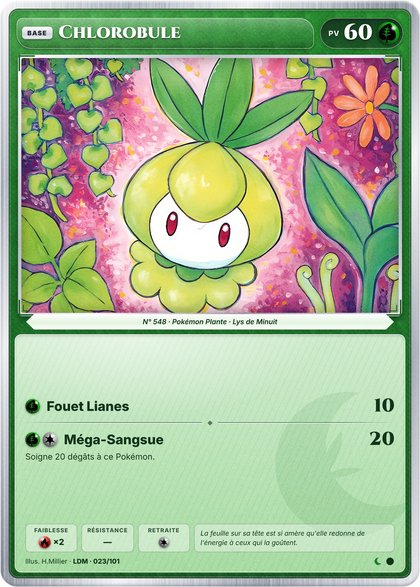 BASE CHLOROBULE PV 60
N° 548 · Pokémon Plante · Lys de Minuit
Fouet Lianes 10
Méga-Sangsue 20
Soigne 20 dégâts à ce Pokémon.
FAIBLESSE RÉSISTANCE RETRAITE
×2 —
La feuille sur sa tête est si amère qu'elle redonne de
l'énergie à ceux qui la goûtent.
Illus. H.Millier · LDM · 023/101